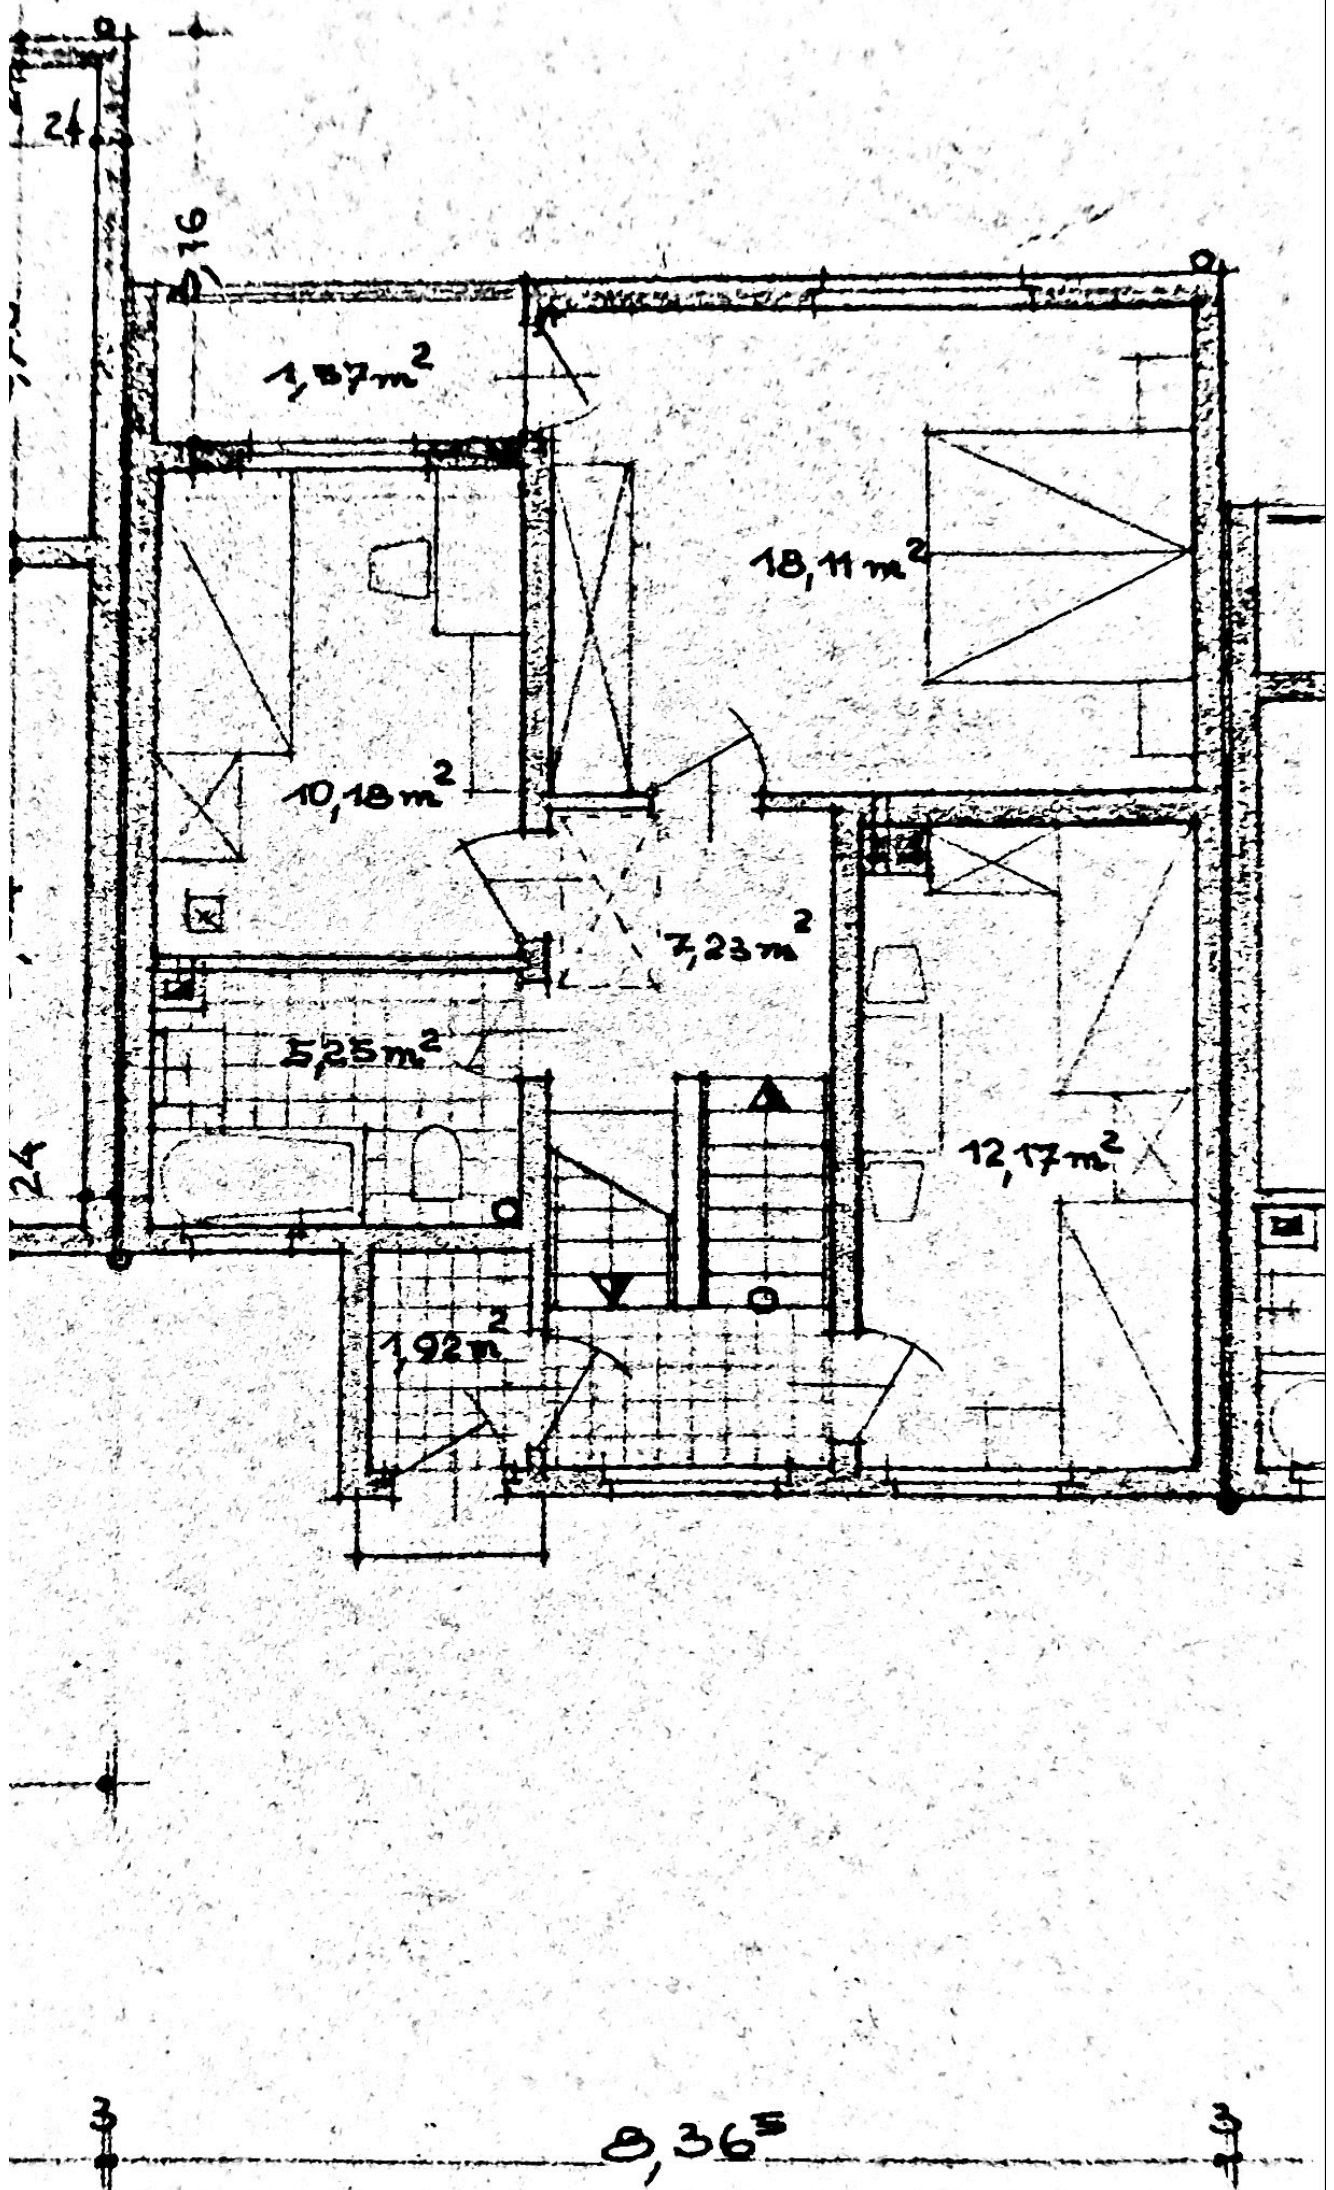 24
16
1,87m²
18,11m²
10,18m²
7,23m²
5,25m²
12,17m²
24
1,92m²
3
8,36⁵
3